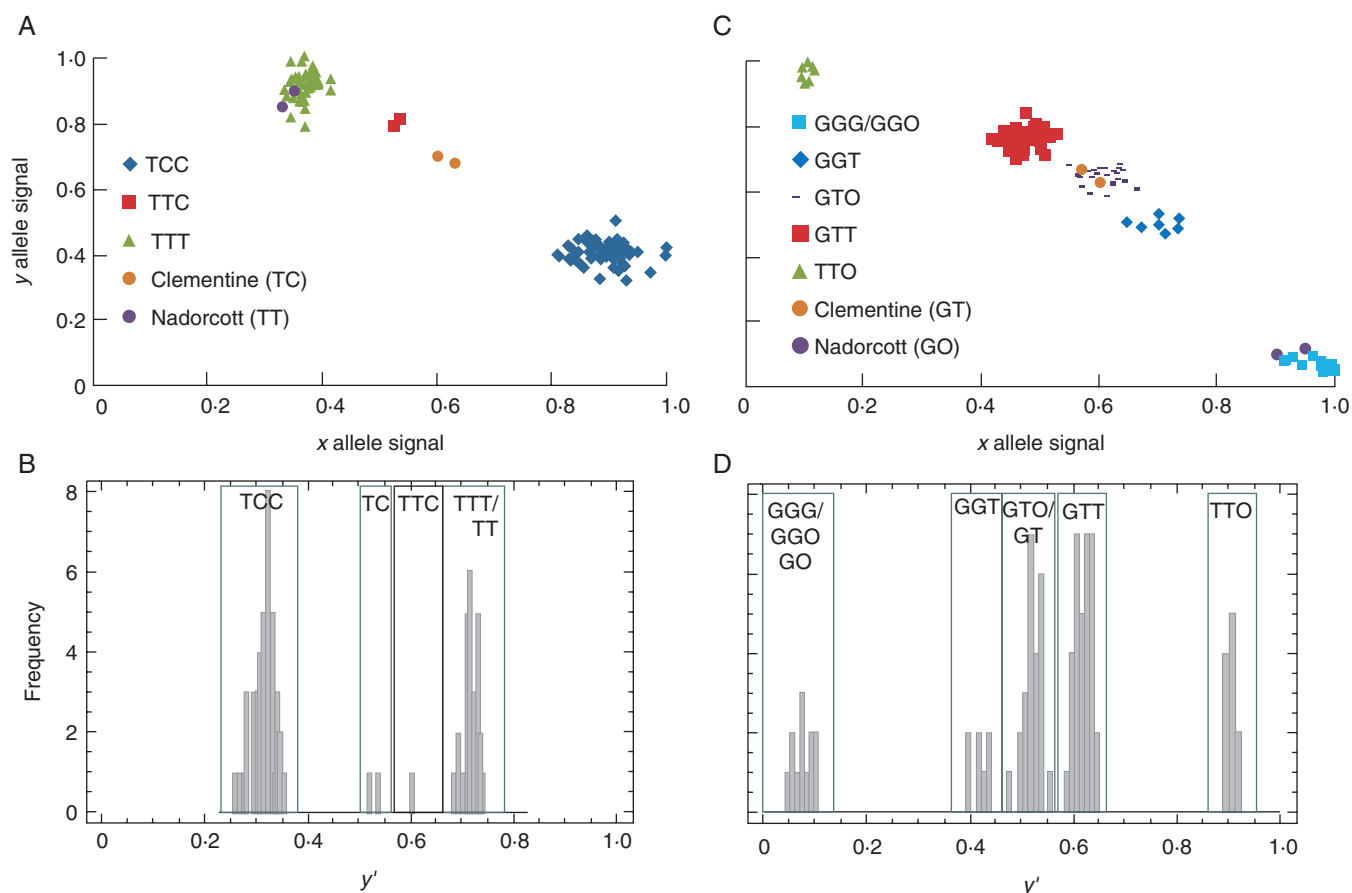 A
1·0
0·8
0·6
0·4
0·2
0
y allele signal
TCC
TTC
TTT
Clementine (TC)
Nadorcott (TT)
0
0·2
0·4
0·6
0·8
1·0
x allele signal
C
GGG/GGO
GGT
GTO
GTT
TTO
Clementine (GT)
Nadorcott (GO)
0
0·2
0·4
0·6
0·8
1·0
x allele signal
B
8
6
4
2
0
Frequency
TCC
TC
TTC
TTT/
TT
0
0·2
0·4
0·6
0·8
1·0
y'
D
GGG/
GGO
GO
GGT
GTO/
GT
GTT
TTO
0
0·2
0·4
0·6
0·8
1·0
y'